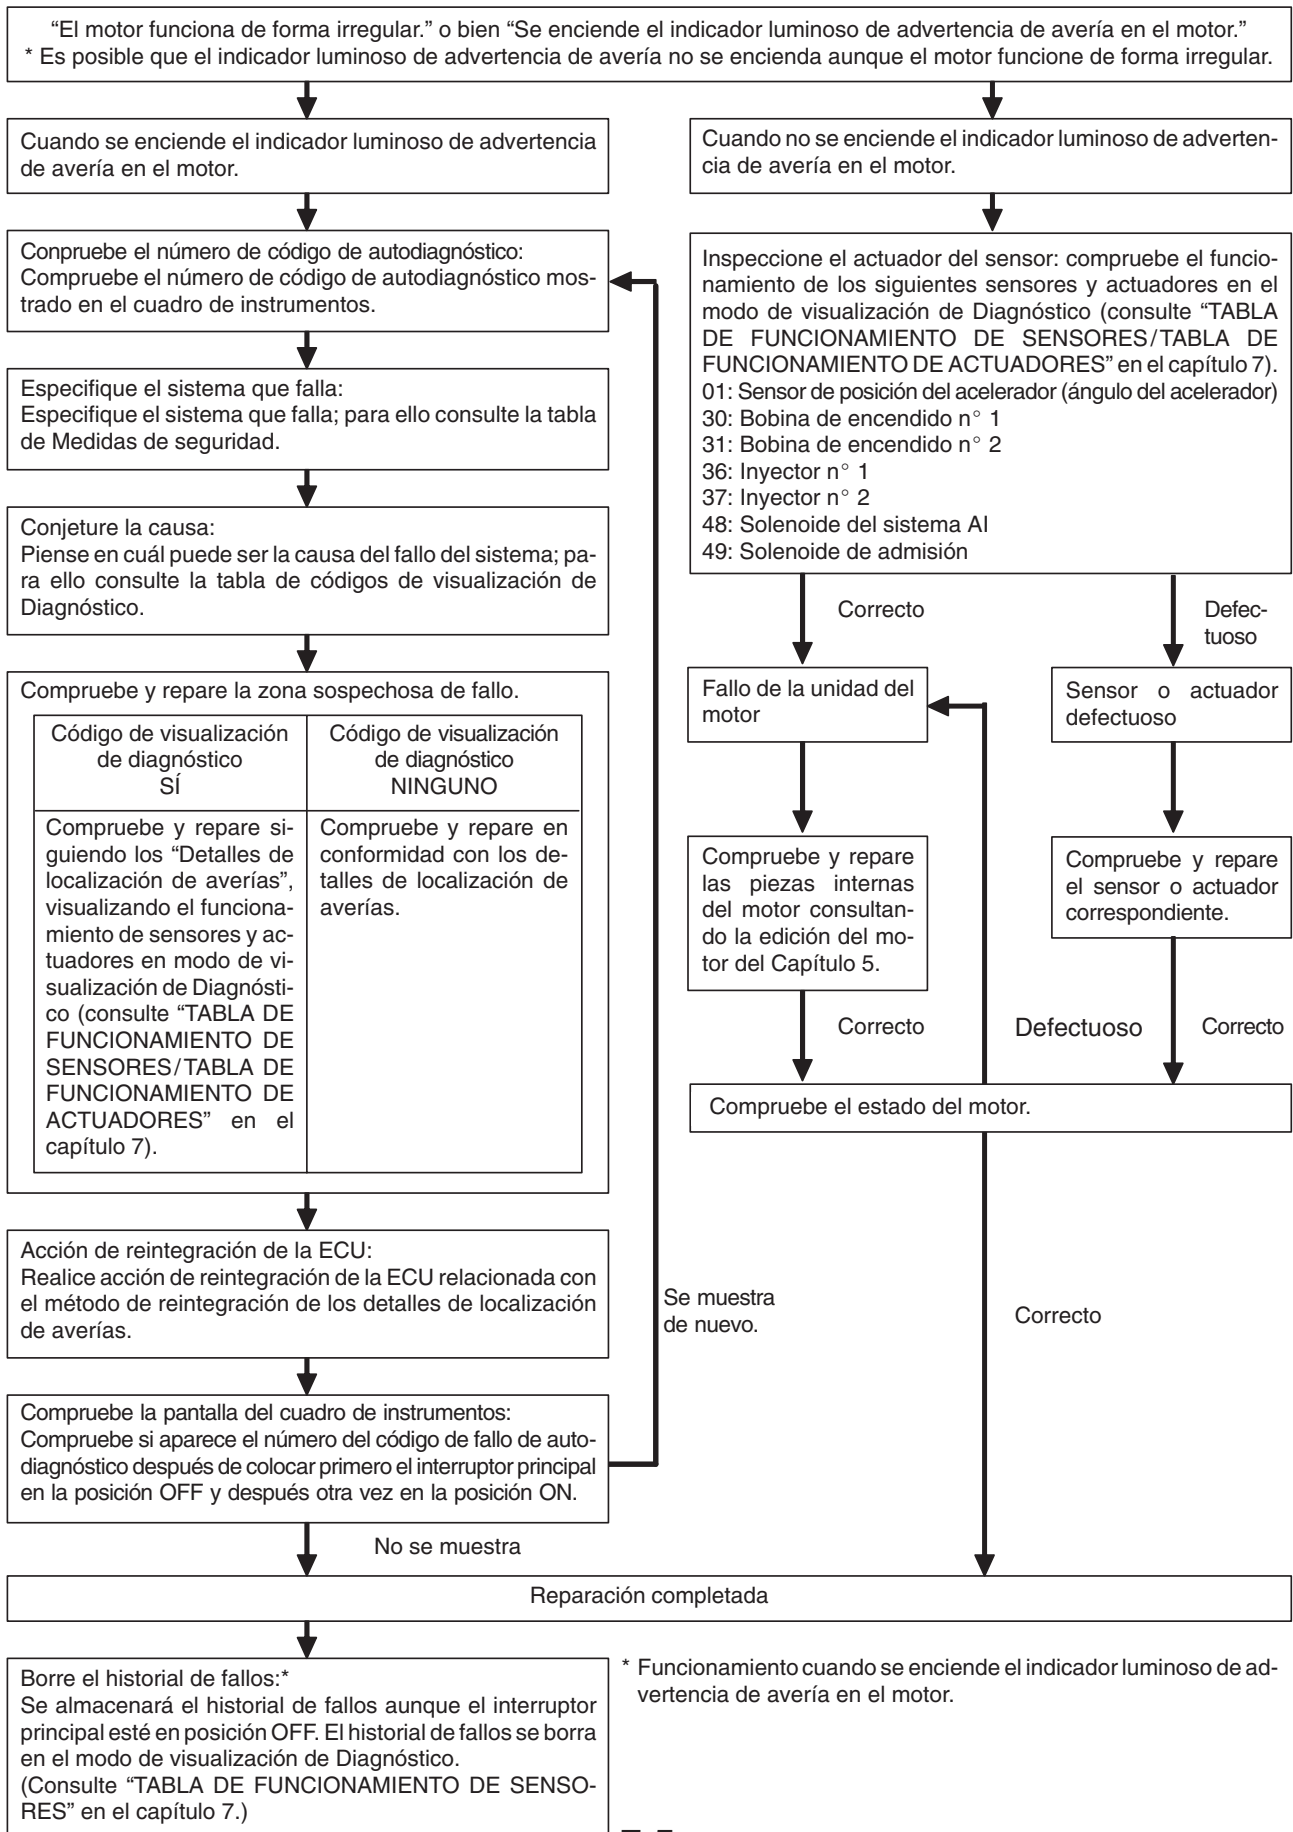 “El motor funciona de forma irregular.” o bien “Se enciende el indicador luminoso de advertencia de avería en el motor.”
* Es posible que el indicador luminoso de advertencia de avería no se encienda aunque el motor funcione de forma irregular.
Cuando se enciende el indicador luminoso de advertencia
de avería en el motor.
Conpruebe el número de código de autodiagnóstico:
Compruebe el número de código de autodiagnóstico mos-
trado en el cuadro de instrumentos.
Especifique el sistema que falla:
Especifique el sistema que falla; para ello consulte la tabla
de Medidas de seguridad.
Conjeture la causa:
Piense en cuál puede ser la causa del fallo del sistema; pa-
ra ello consulte la tabla de códigos de visualización de
Diagnóstico.
Compruebe y repare la zona sospechosa de fallo.
Código de visualización
de diagnóstico
SÍ
Código de visualización
de diagnóstico
NINGUNO
Compruebe y repare si-
guiendo los “Detalles de
localización de averías”,
visualizando el funciona-
miento de sensores y ac-
tuadores en modo de vi-
sualización de Diagnósti-
co (consulte “TABLA DE
FUNCIONAMIENTO DE
SENSORES/TABLA DE
FUNCIONAMIENTO DE
ACTUADORES” en el
capítulo 7).
Compruebe y repare en
conformidad con los de-
talles de localización de
averías.
Acción de reintegración de la ECU:
Realice acción de reintegración de la ECU relacionada con
el método de reintegración de los detalles de localización
de averías.
Compruebe la pantalla del cuadro de instrumentos:
Compruebe si aparece el número del código de fallo de auto-
diagnóstico después de colocar primero el interruptor principal
en la posición OFF y después otra vez en la posición ON.
Se muestra
de nuevo.
No se muestra
Cuando no se enciende el indicador luminoso de adverten-
cia de avería en el motor.
Inspeccione el actuador del sensor: compruebe el funcio-
namiento de los siguientes sensores y actuadores en el
modo de visualización de Diagnóstico (consulte “TABLA
DE FUNCIONAMIENTO DE SENSORES/TABLA DE
FUNCIONAMIENTO DE ACTUADORES” en el capítulo 7).
01: Sensor de posición del acelerador (ángulo del acelerador)
30: Bobina de encendido n° 1
31: Bobina de encendido n° 2
36: Inyector n° 1
37: Inyector n° 2
48: Solenoide del sistema AI
49: Solenoide de admisión
Correcto
Defec-
tuoso
Fallo de la unidad del
motor
Sensor o actuador
defectuoso
Compruebe y repare
las piezas internas
del motor consultan-
do la edición del mo-
tor del Capítulo 5.
Compruebe y repare
el sensor o actuador
correspondiente.
Correcto
Defectuoso
Correcto
Compruebe el estado del motor.
Correcto
Reparación completada
Borre el historial de fallos:*
Se almacenará el historial de fallos aunque el interruptor
principal esté en posición OFF. El historial de fallos se borra
en el modo de visualización de Diagnóstico.
(Consulte “TABLA DE FUNCIONAMIENTO DE SENSO-
RES” en el capítulo 7.)
* Funcionamiento cuando se enciende el indicador luminoso de ad-
vertencia de avería en el motor.